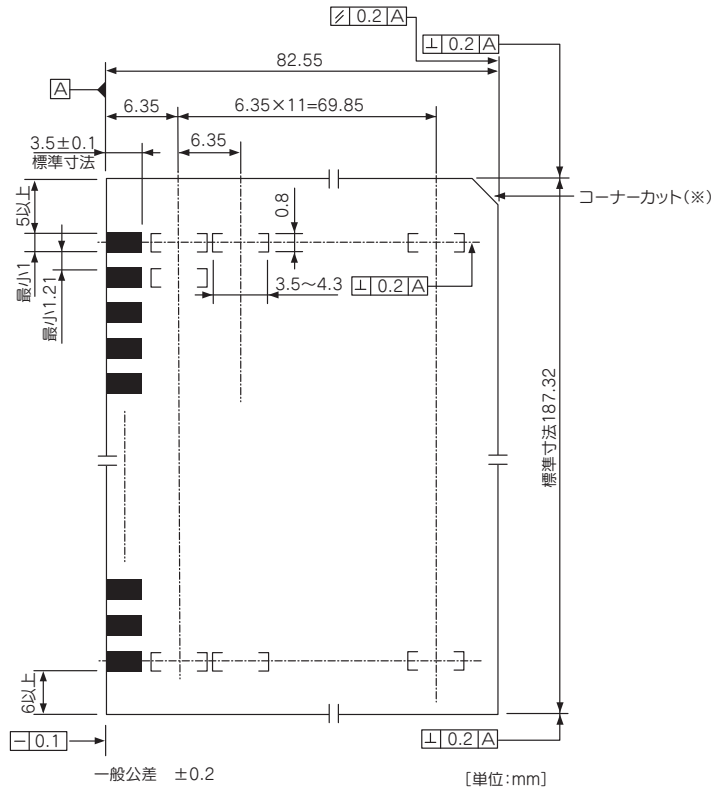 ⫽ 0.2 A
⊥ 0.2 A
82.55
A
6.35
6.35×11=69.85
3.5±0.1
標準寸法
6.35
コーナーカット(※)
5以上
0.8
最小1
最小1.21
3.5〜4.3
⊥ 0.2 A
標準寸法187.32
6以上
− 0.1
⊥ 0.2 A
一般公差 ±0.2
[単位:mm]